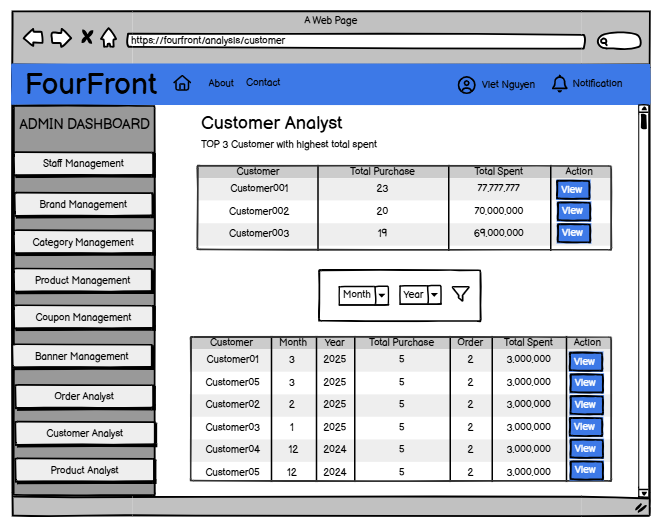 A Web Page
https://fourfront/analysis/customer
FourFront
About
Contact
Viet Nguyen
Notification
ADMIN DASHBOARD
Staff Management
Brand Management
Category Management
Product Management
Coupon Management
Banner Management
Order Analyst
Customer Analyst
Product Analyst
Customer Analyst
TOP 3 Customer with highest total spent
Customer Total Purchase Total Spent Action
Customer001 23 77,777,777 View
Customer002 20 70,000,000 View
Customer003 19 69,000,000 View
Month Year
Customer Month Year Total Purchase Order Total Spent Action
Customer01 3 2025 5 2 3,000,000 View
Customer05 3 2025 5 2 3,000,000 View
Customer02 2 2025 5 2 3,000,000 View
Customer03 1 2025 5 2 3,000,000 View
Customer04 12 2024 5 2 3,000,000 View
Customer05 12 2024 5 2 3,000,000 View